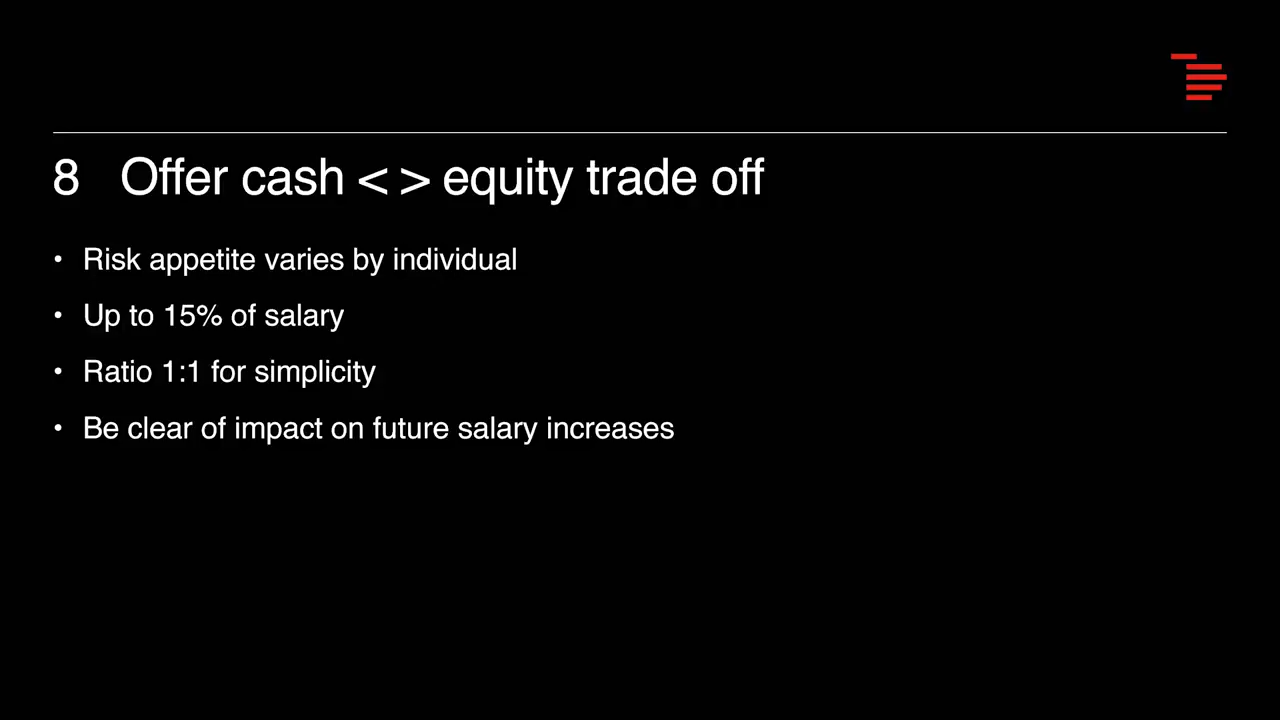 8 Offer cash < > equity trade off
• Risk appetite varies by individual
• Up to 15% of salary
• Ratio 1:1 for simplicity
• Be clear of impact on future salary increases